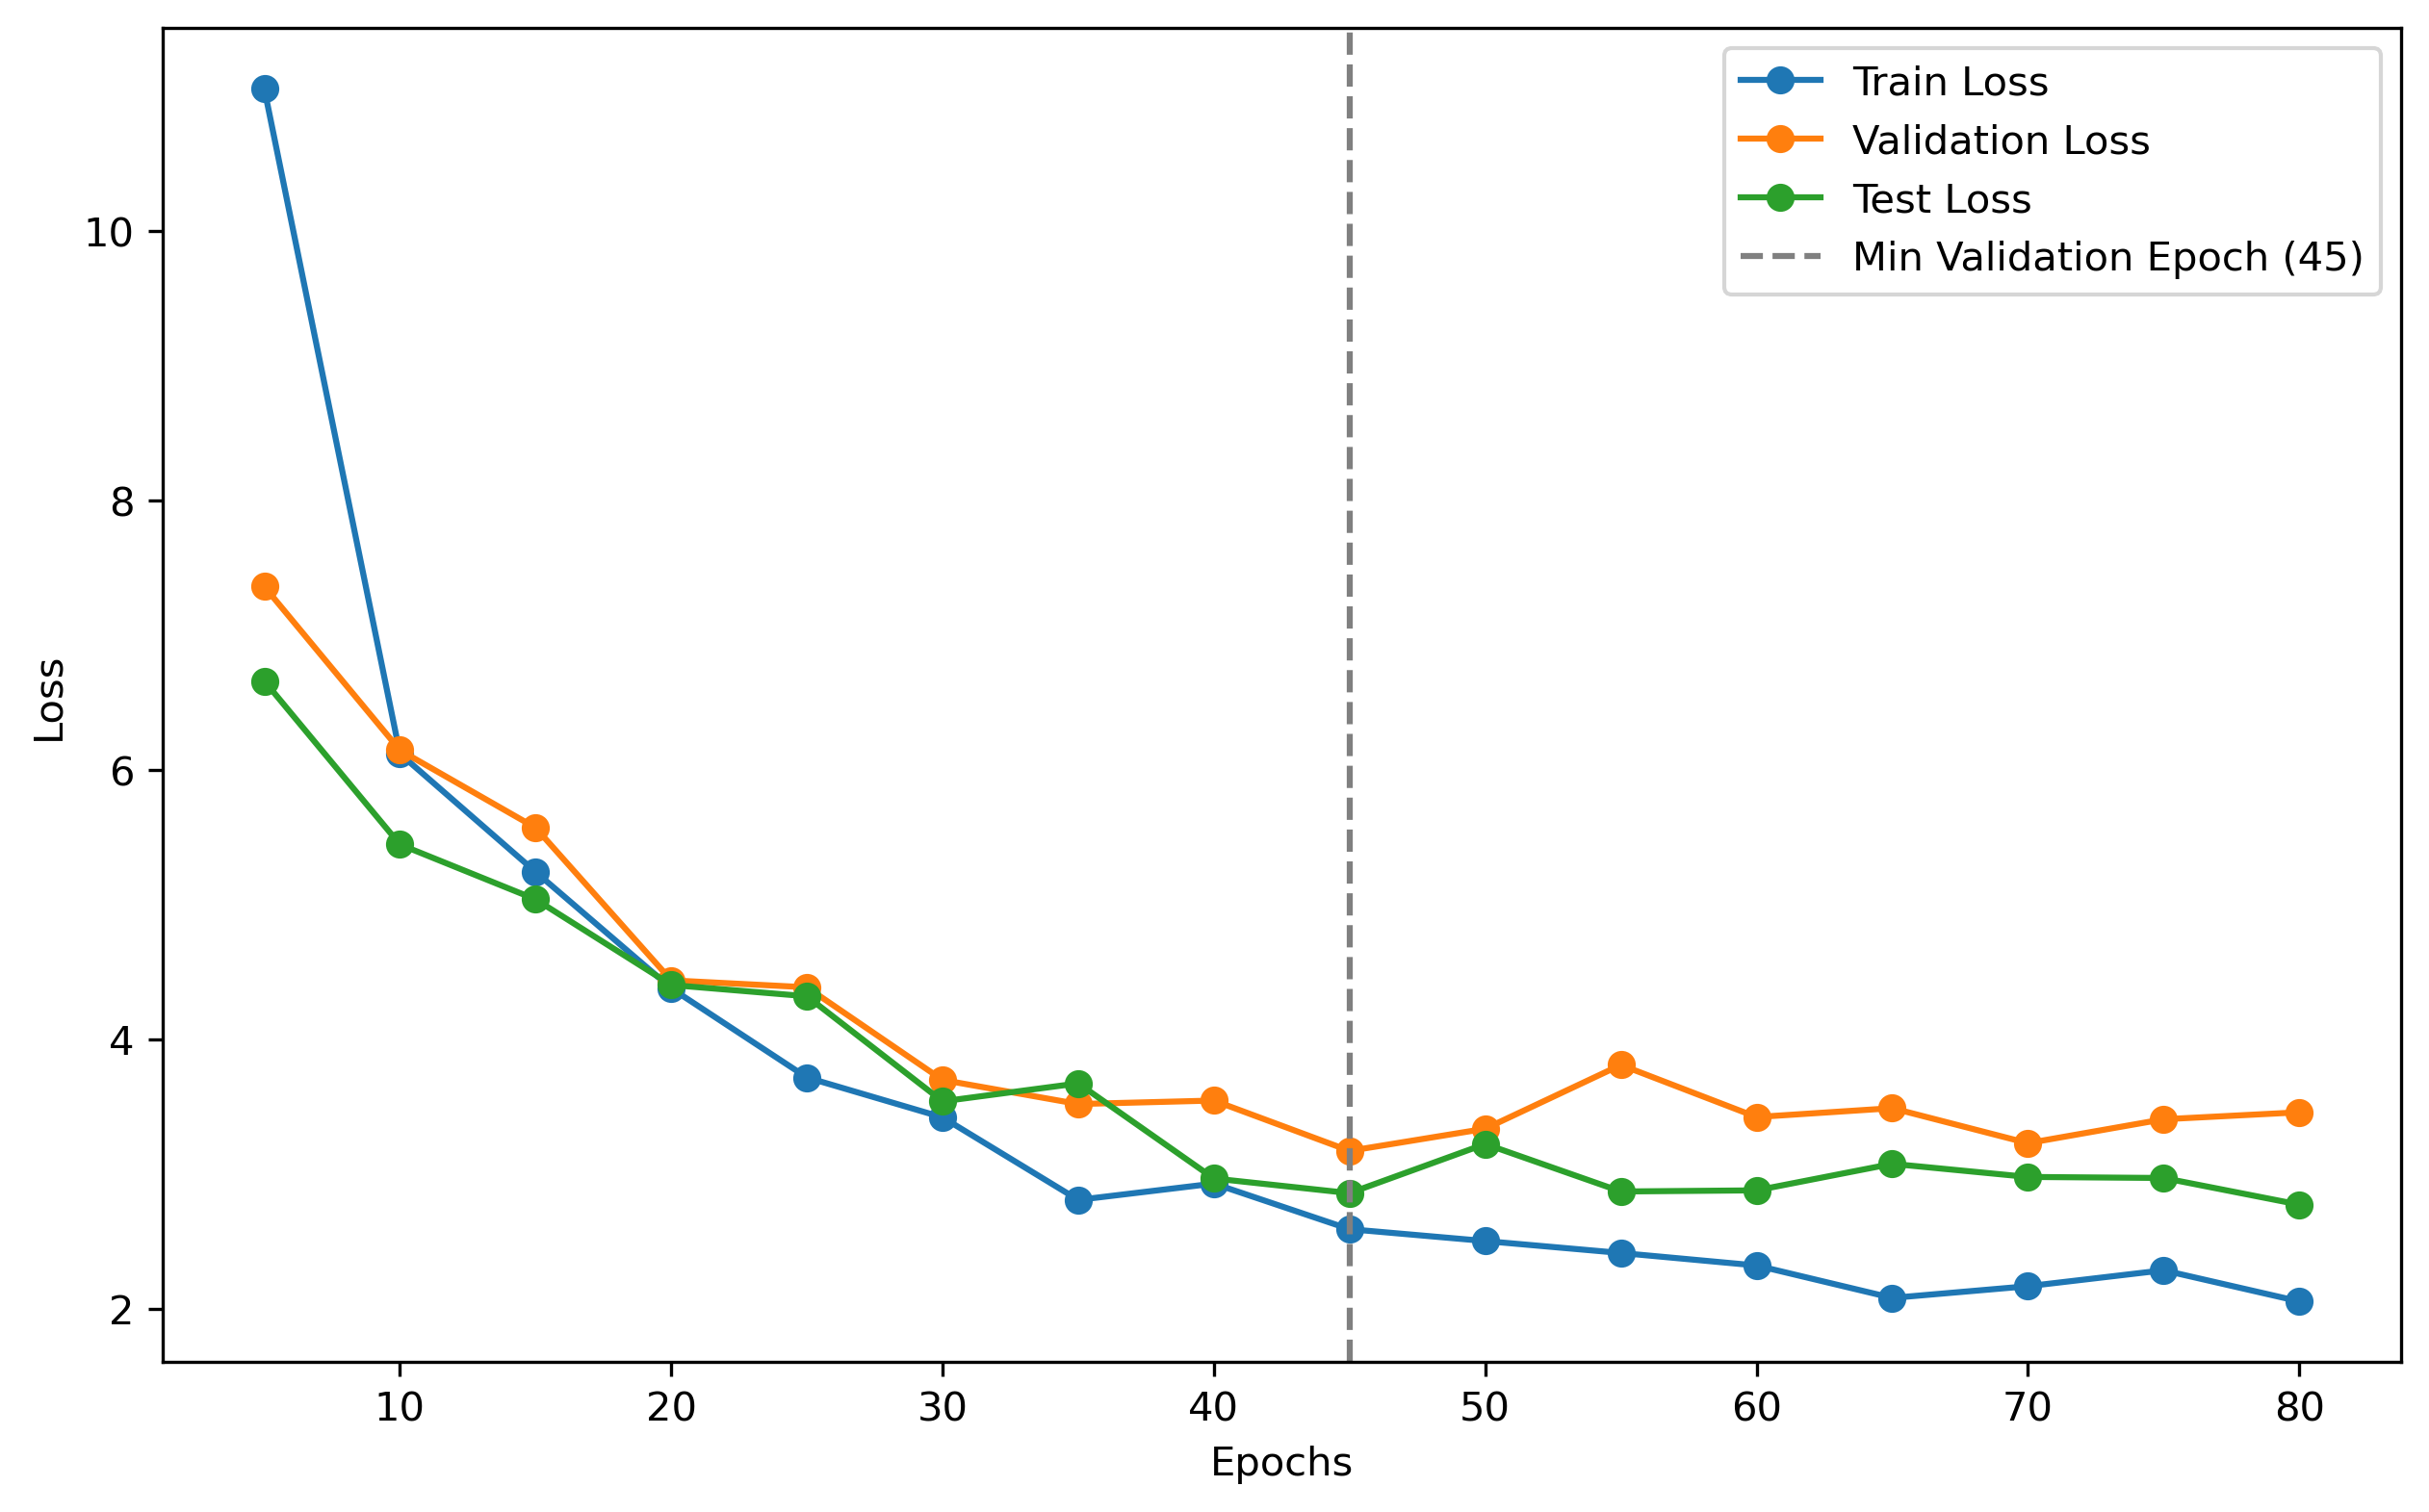 Train Loss
Validation Loss
Test Loss
Min Validation Epoch (45)
10
8
6
4
2
Loss
10 20 30 40 50 60 70 80
Epochs